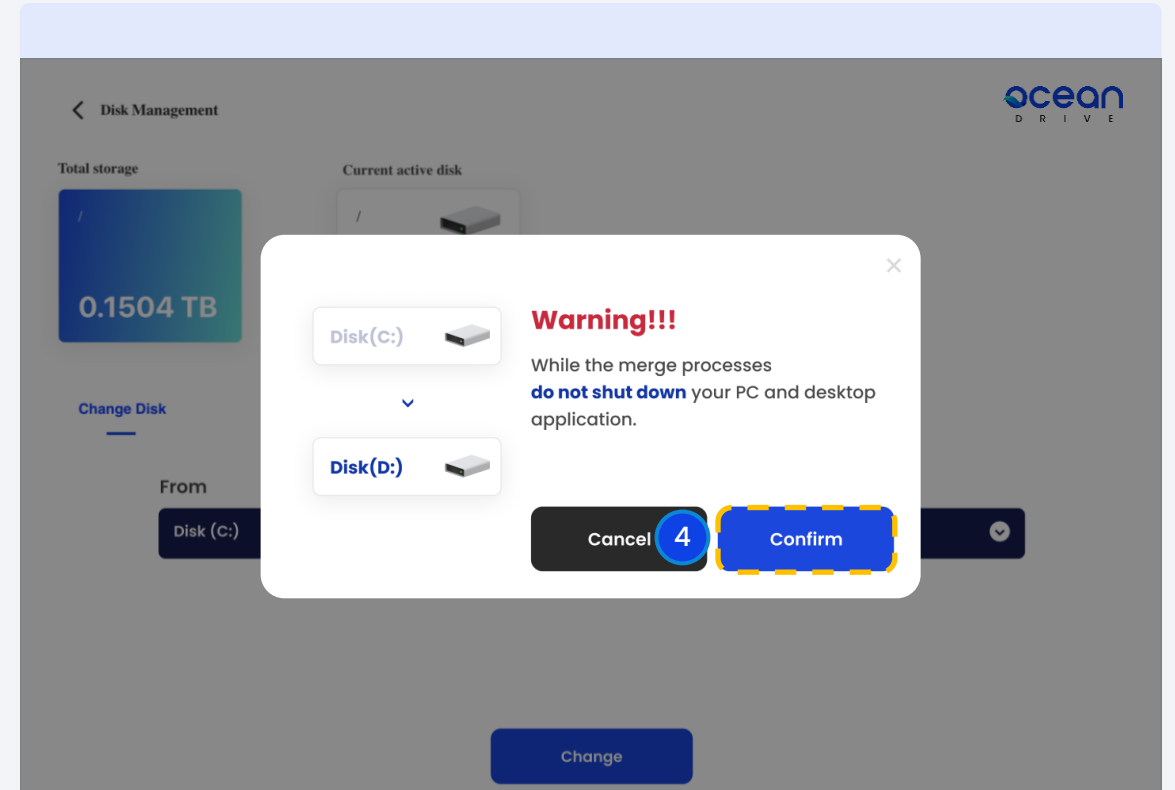 Disk Management
ocean
DRIVE
Total storage
Current active disk
/
/
0.1504 TB
Warning!!!
Disk(C:)
While the merge processes
do not shut down your PC and desktop
application.
Change Disk
Disk(D:)
From
Disk (C:)
Cancel
4
Confirm
Change